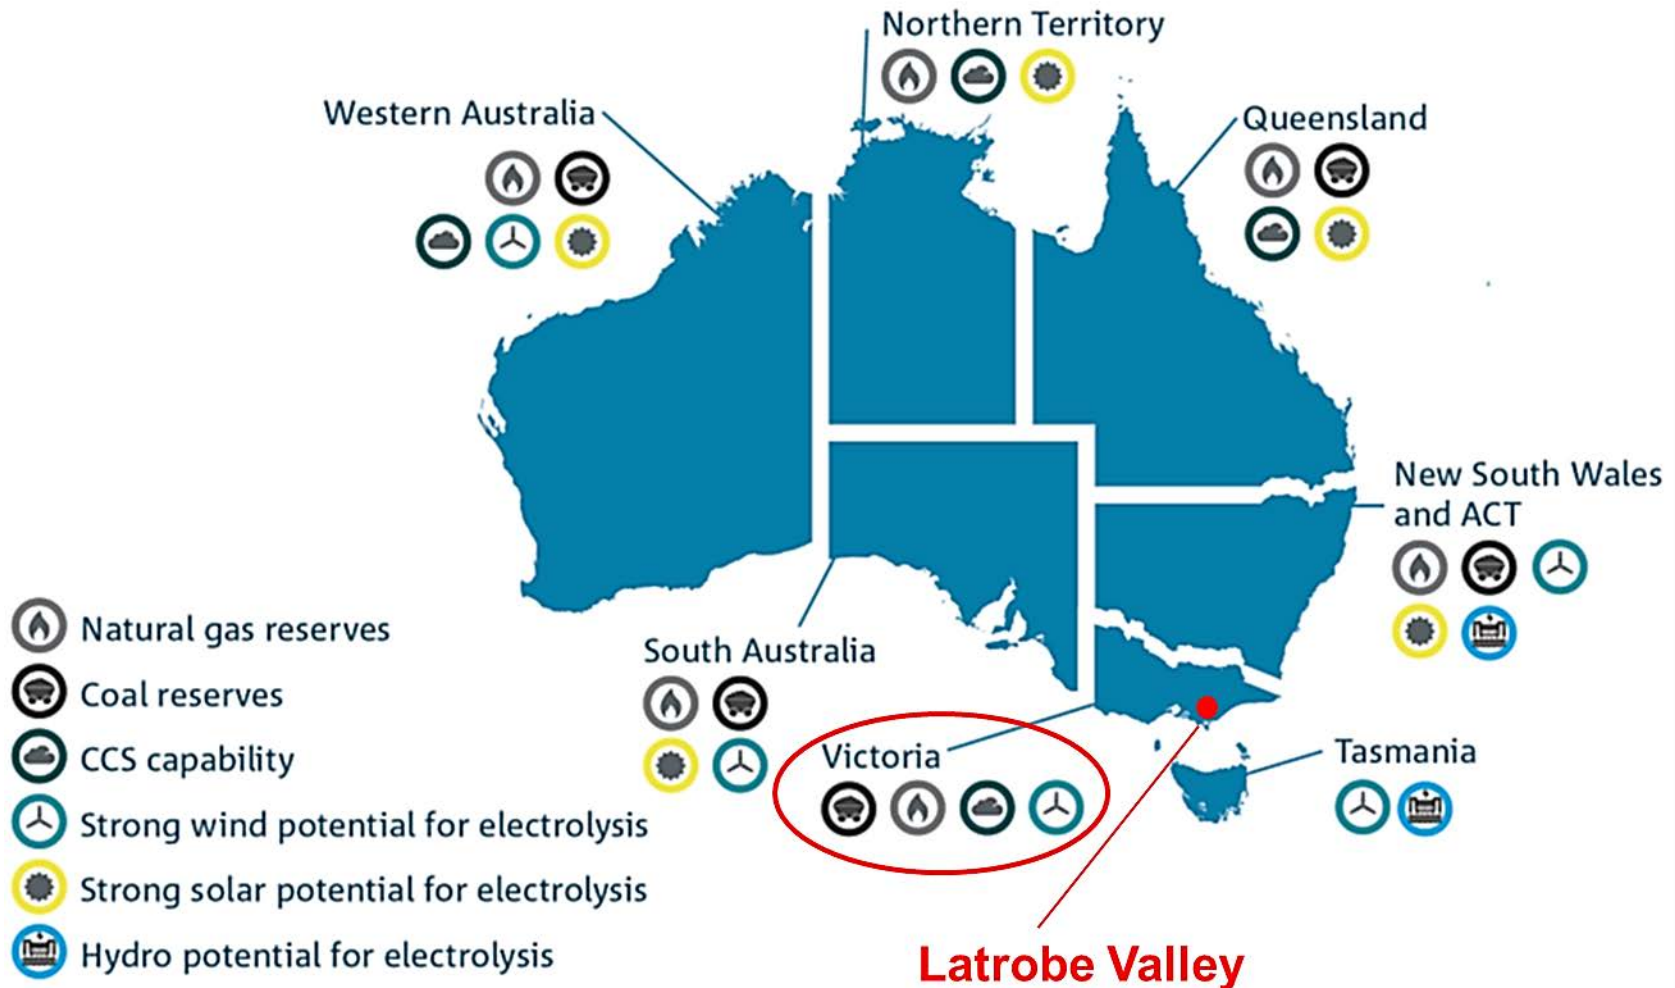 Northern Territory
Western Australia
Queensland
New South Wales
and ACT
Natural gas reserves
South Australia
Coal reserves
Victoria
Tasmania
CCS capability
Strong wind potential for electrolysis
Strong solar potential for electrolysis
Hydro potential for electrolysis
Latrobe Valley